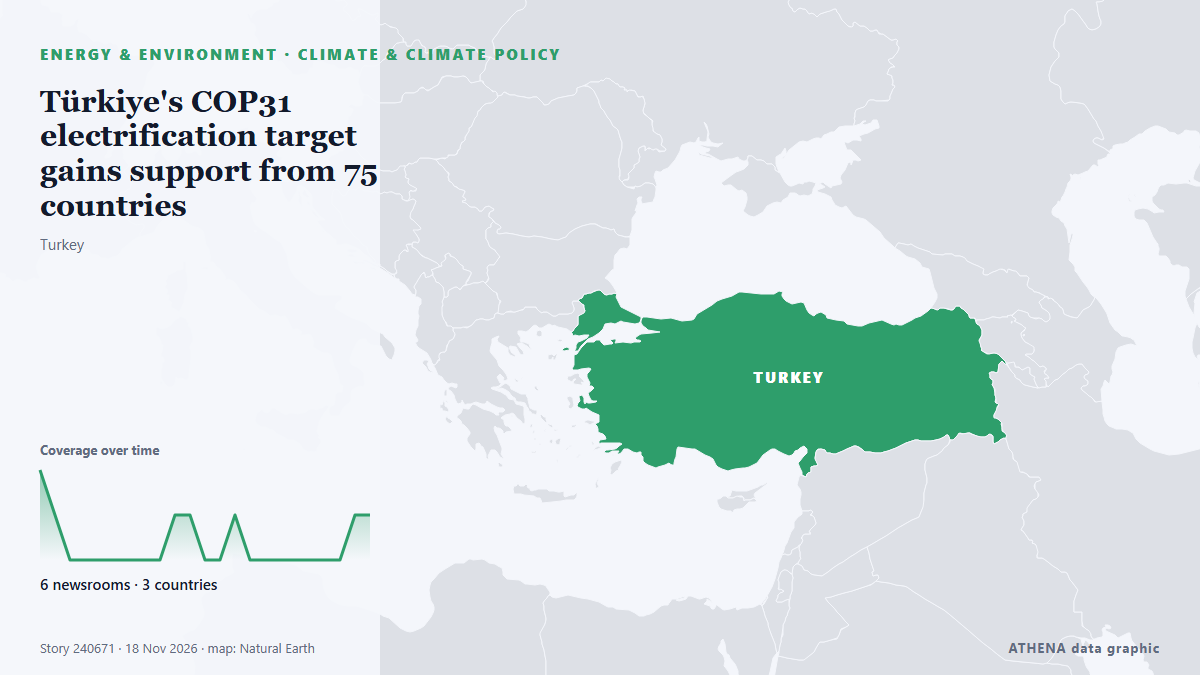 ENERGY & ENVIRONMENT · CLIMATE & CLIMATE POLICY
Türkiye's COP31
electrification target
gains support from 75
countries
Turkey
TURKEY
Coverage over time
6 newsrooms · 3 countries
Story 240671 · 18 Nov 2026 · map: Natural Earth
ATHENA data graphic